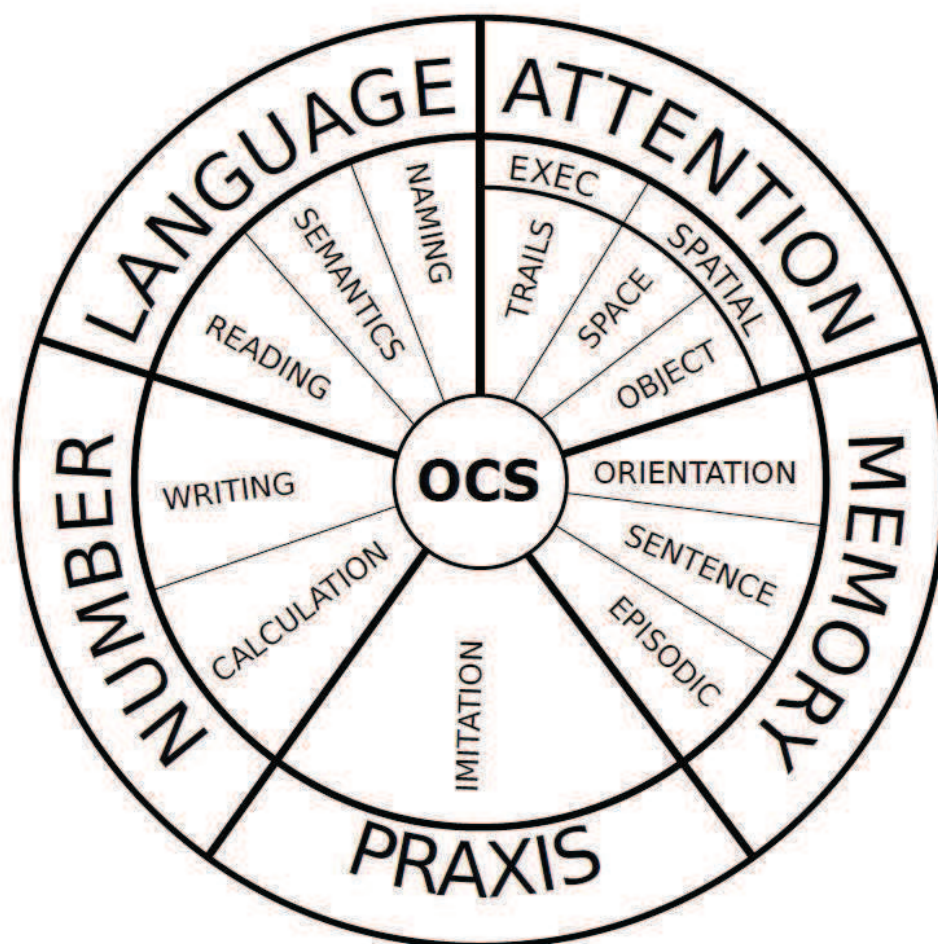 LANGUAGE
NAMING
SEMANTICS
READING
ATTENTION
EXEC
TRAILS
SPATIAL
SPACE
OBJECT
MEMORY
ORIENTATION
SENTENCE
EPISODIC
PRAXIS
IMITATION
NUMBER
WRITING
CALCULATION
OCS